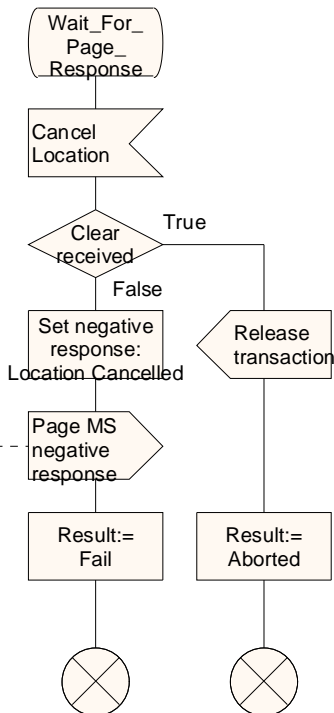 Wait_For_
Page_
Response_
Cancel
Location
Clear
received
True
False
Set negative
response:
Location Cancelled
Release
transaction
Page MS
negative
response
Result:=
Fail
Result:=
Aborted